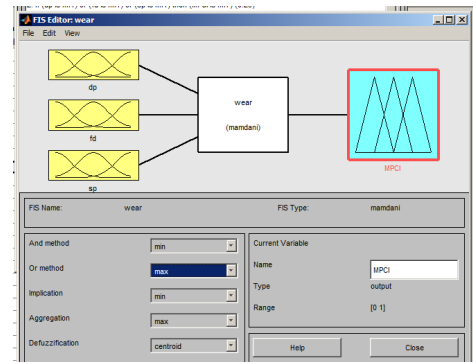 FIS Editor: wear
File Edit View
dp
fd
sp
wear
(mamdani)
MPCI
FIS Name: wear FIS Type: mamdani
And method min
Or method max
Implication min
Aggregation max
Defuzzification centroid
Current Variable
Name MPCI
Type output
Range [0 1]
Help Close